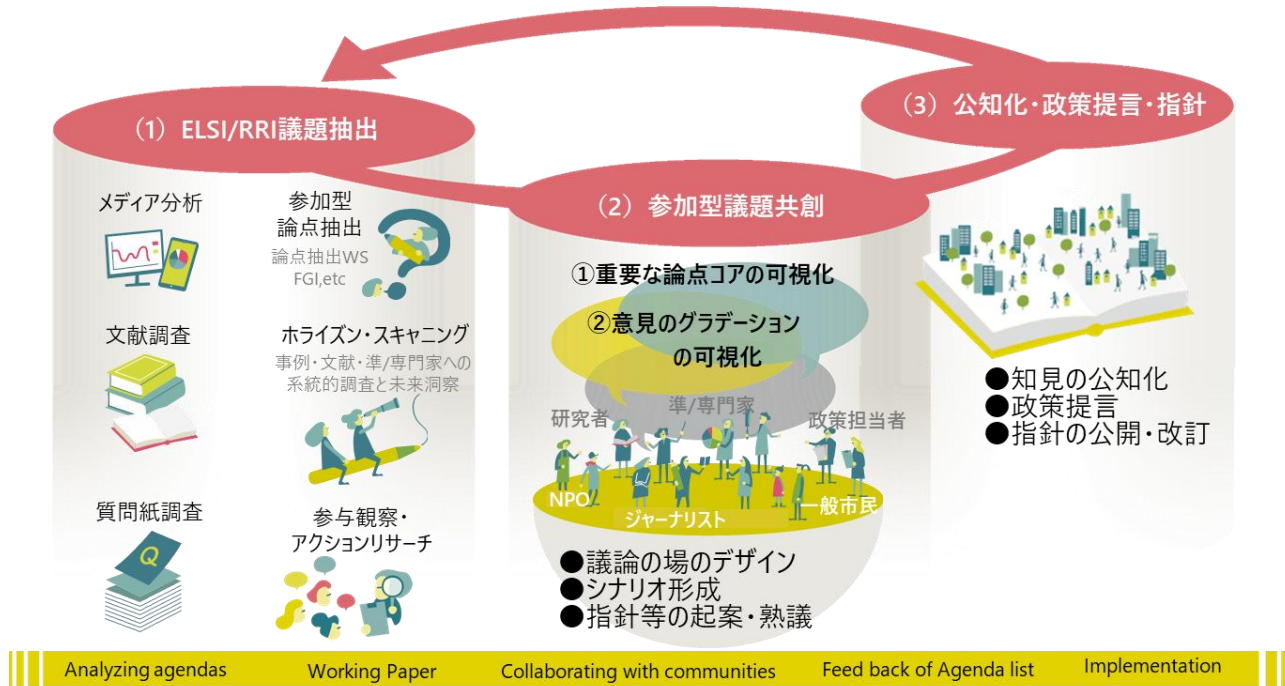 （1）ELSI/RRI議題抽出
メディア分析
参加型
論点抽出
論点抽出WS
FGI,etc
文献調査
ホライズン・スキャニング
事例・文献・準/専門家への
系統的調査と未来洞察
質問紙調査
Q
参与観察・
アクションリサーチ
（2）参加型議題共創
①重要な論点コアの可視化
②意見のグラデーション
の可視化
研究者
準/専門家
政策担当者
NPO
ジャーナリスト
一般市民
●議論の場のデザイン
●シナリオ形成
●指針等の起案・熟議
（3）公知化・政策提言・指針
●知見の公知化
●政策提言
●指針の公開・改訂
Analyzing agendas
Working Paper
Collaborating with communities
Feed back of Agenda list
Implementation